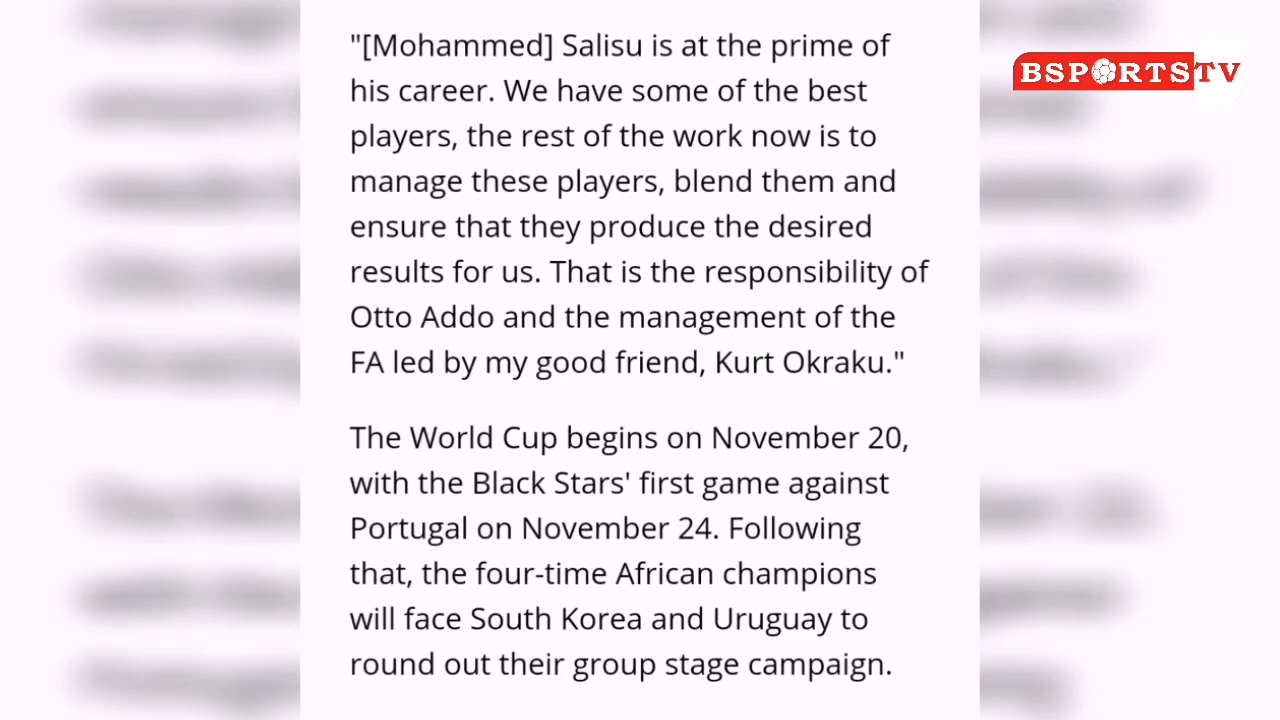 "[Mohammed] Salisu is at the prime of
his career. We have some of the best
players, the rest of the work now is to
manage these players, blend them and
ensure that they produce the desired
results for us. That is the responsibility of
Otto Addo and the management of the
FA led by my good friend, Kurt Okraku."
The World Cup begins on November 20,
with the Black Stars' first game against
Portugal on November 24. Following
that, the four-time African champions
will face South Korea and Uruguay to
round out their group stage campaign.
BSPORTSTV